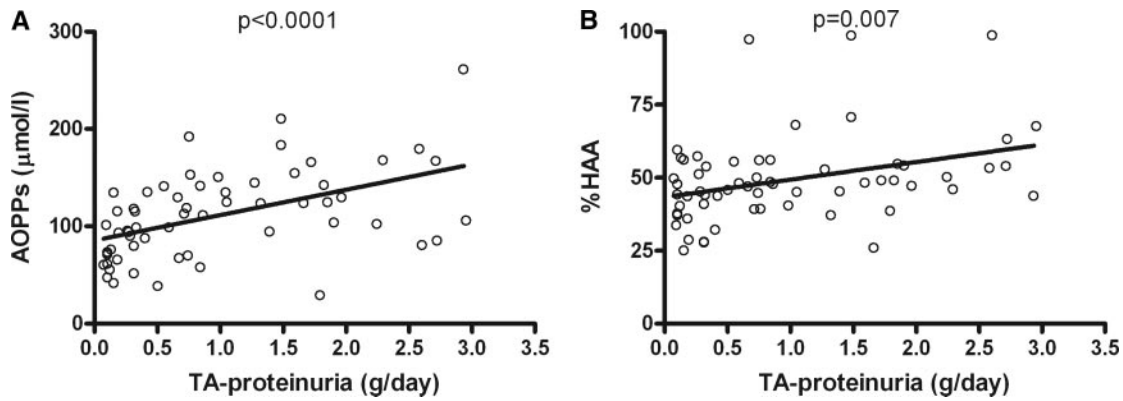 A
p<0.0001
300
200
100
0
AOPPs (μmol/l)
0.0 0.5 1.0 1.5 2.0 2.5 3.0 3.5
TA-proteinuria (g/day)
B
p=0.007
100
75
50
25
0
%HAA
0.0 0.5 1.0 1.5 2.0 2.5 3.0 3.5
TA-proteinuria (g/day)